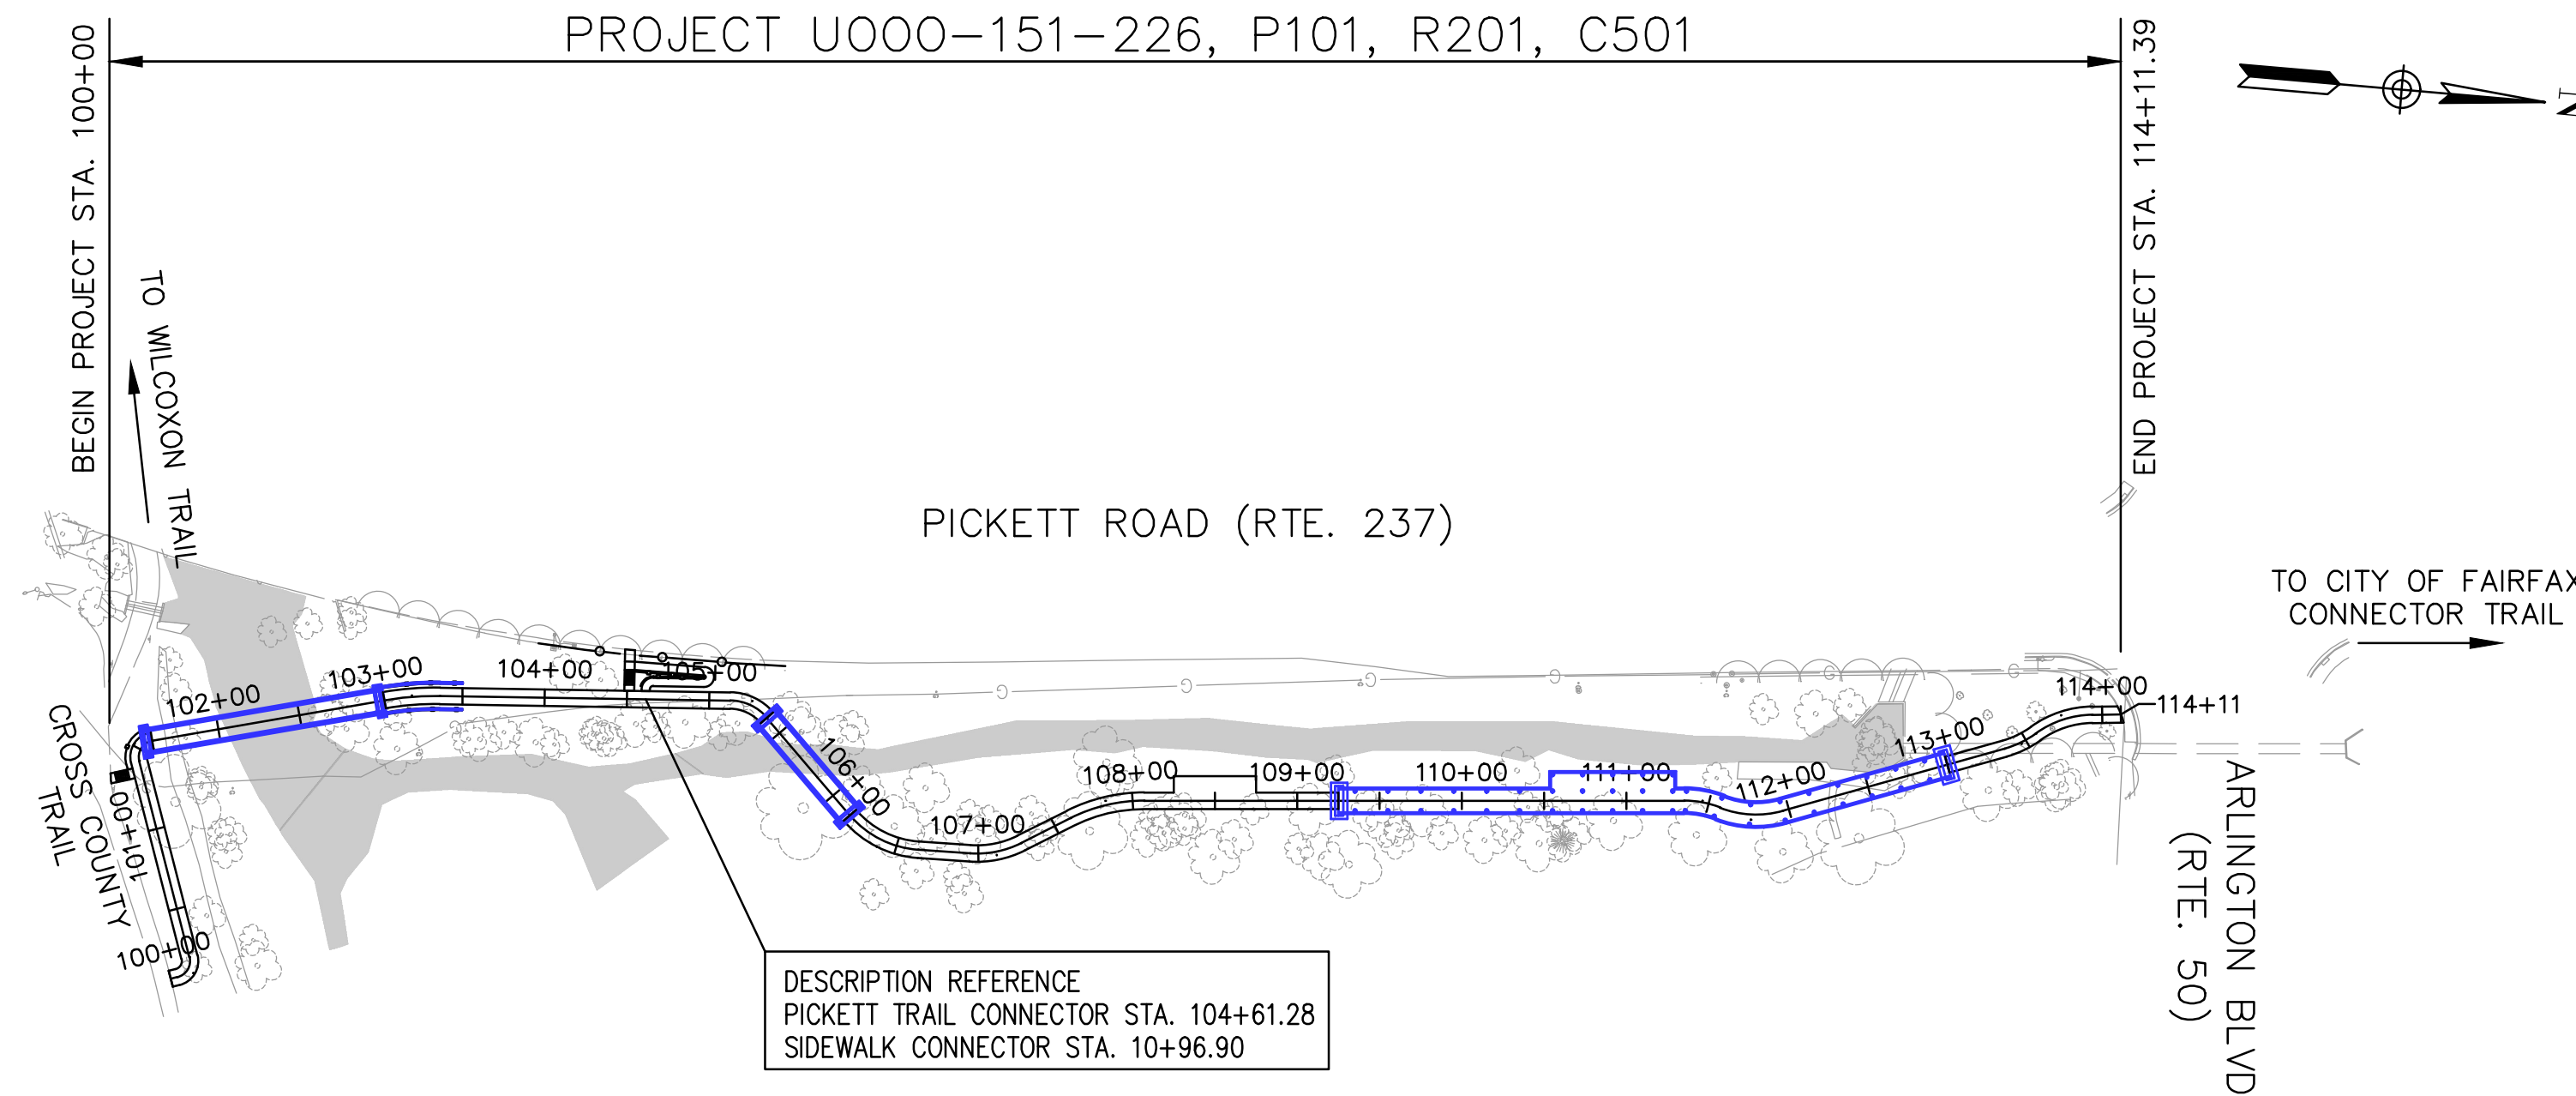 PROJECT U000-151-226, P101, R201, C501
BEGIN PROJECT STA. 100+00
END PROJECT STA. 114+11.39
N
TO WILCOXON TRAIL
PICKETT ROAD (RTE. 237)
TO CITY OF FAIRFAX
CONNECTOR TRAIL
CROSS COUNTY
TRAIL
100+00
101+00
102+00
103+00
104+00
105+00
106+00
107+00
108+00
109+00
110+00
111+00
112+00
113+00
114+00
114+11
ARLINGTON BLVD
(RTE. 50)
DESCRIPTION REFERENCE
PICKETT TRAIL CONNECTOR STA. 104+61.28
SIDEWALK CONNECTOR STA. 10+96.90